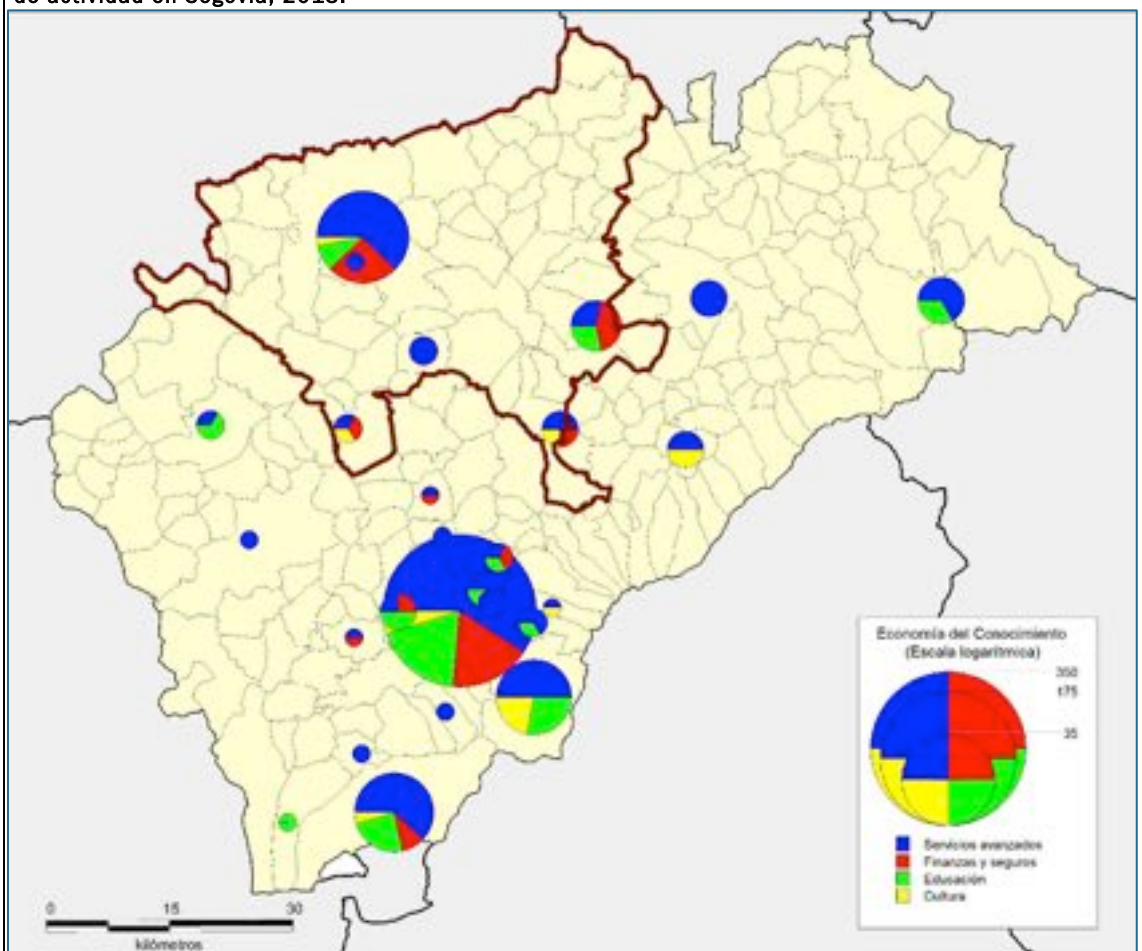 de actividad en Segovia, 2018.
Economía del Conocimiento
(Escala logarítmica)
350
175
35
Servicios avanzados
Finanzas y seguros
Educación
Cultura
0 15 30
kilómetros